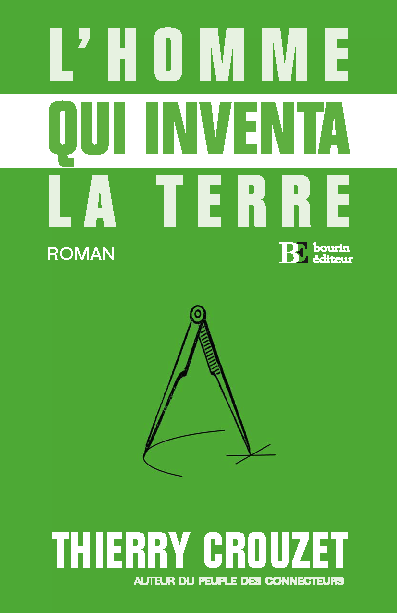 L'HOMME
QUI INVENTA
LA TERRE
ROMAN
BE bourin
éditeur
THIERRY CROUZET
AUTEUR DU PEUPLE DES CONNECTEURS